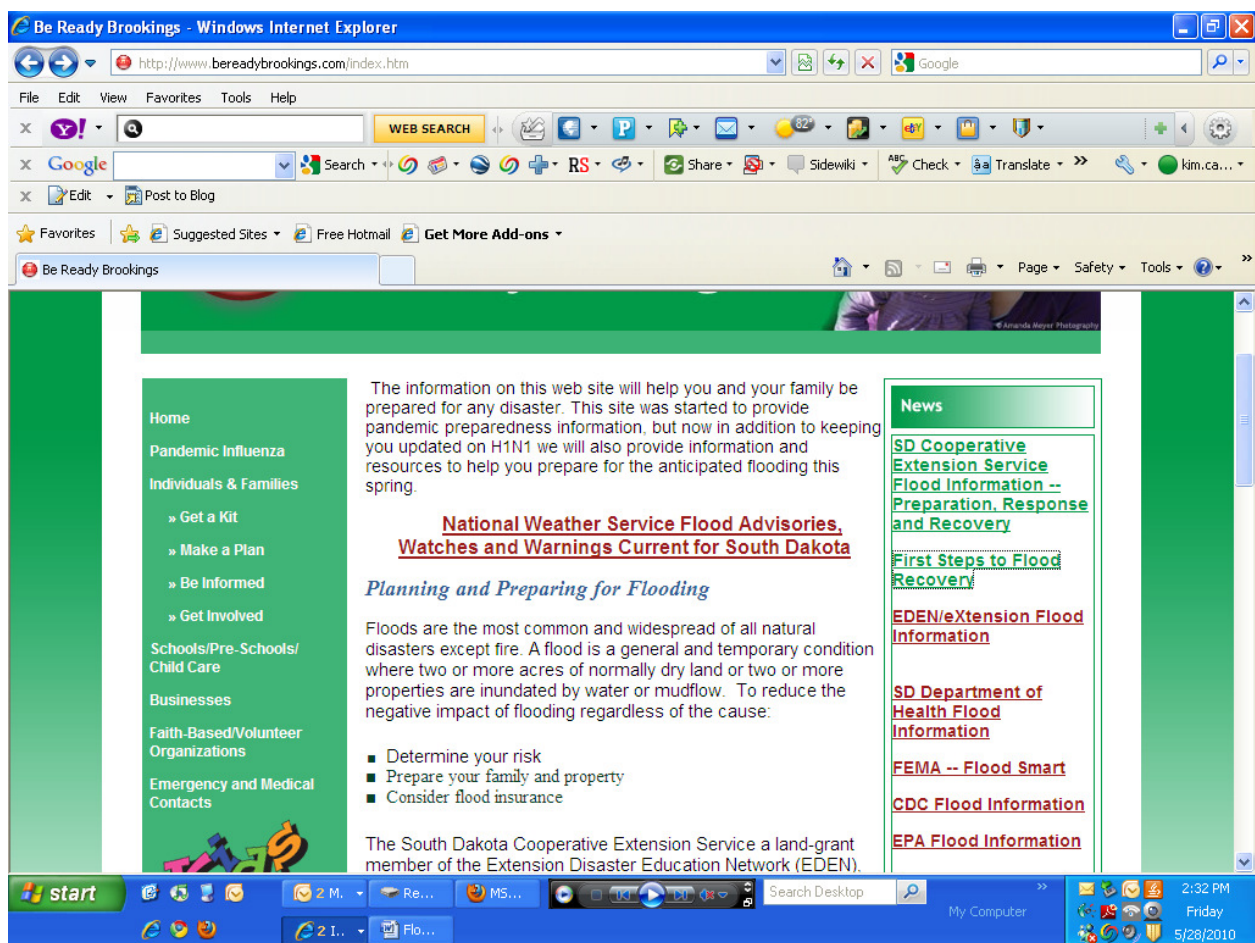 Be Ready Brookings - Windows Internet Explorer
http://www.bereadybrookings.com/index.htm
Google
File Edit View Favorites Tools Help
x Y! WEB SEARCH P 82° ebY
x Google Search RS Share Sidewiki ABC Check âa Translate » kim.ca...
x Edit Post to Blog
Favorites Suggested Sites Free Hotmail Get More Add-ons
Be Ready Brookings
Page Safety Tools »
© Amanda Meyer Photography
Home
Pandemic Influenza
Individuals & Families
» Get a Kit
» Make a Plan
» Be Informed
» Get Involved
Schools/Pre-Schools/
Child Care
Businesses
Faith-Based/Volunteer
Organizations
Emergency and Medical
Contacts
Kids
The information on this web site will help you and your family be
prepared for any disaster. This site was started to provide
pandemic preparedness information, but now in addition to keeping
you updated on H1N1 we will also provide information and
resources to help you prepare for the anticipated flooding this
spring.
National Weather Service Flood Advisories,
Watches and Warnings Current for South Dakota
Planning and Preparing for Flooding
Floods are the most common and widespread of all natural
disasters except fire. A flood is a general and temporary condition
where two or more acres of normally dry land or two or more
properties are inundated by water or mudflow. To reduce the
negative impact of flooding regardless of the cause:
■ Determine your risk
■ Prepare your family and property
■ Consider flood insurance
The South Dakota Cooperative Extension Service a land-grant
member of the Extension Disaster Education Network (EDEN).
News
SD Cooperative
Extension Service
Flood Information --
Preparation, Response
and Recovery
First Steps to Flood
Recovery
EDEN/eXtension Flood
Information
SD Department of
Health Flood
Information
FEMA -- Flood Smart
CDC Flood Information
EPA Flood Information
start 2 M. Re... MS... Search Desktop » 2:32 PM
My Computer Friday
2 I.. Flo... 5/28/2010